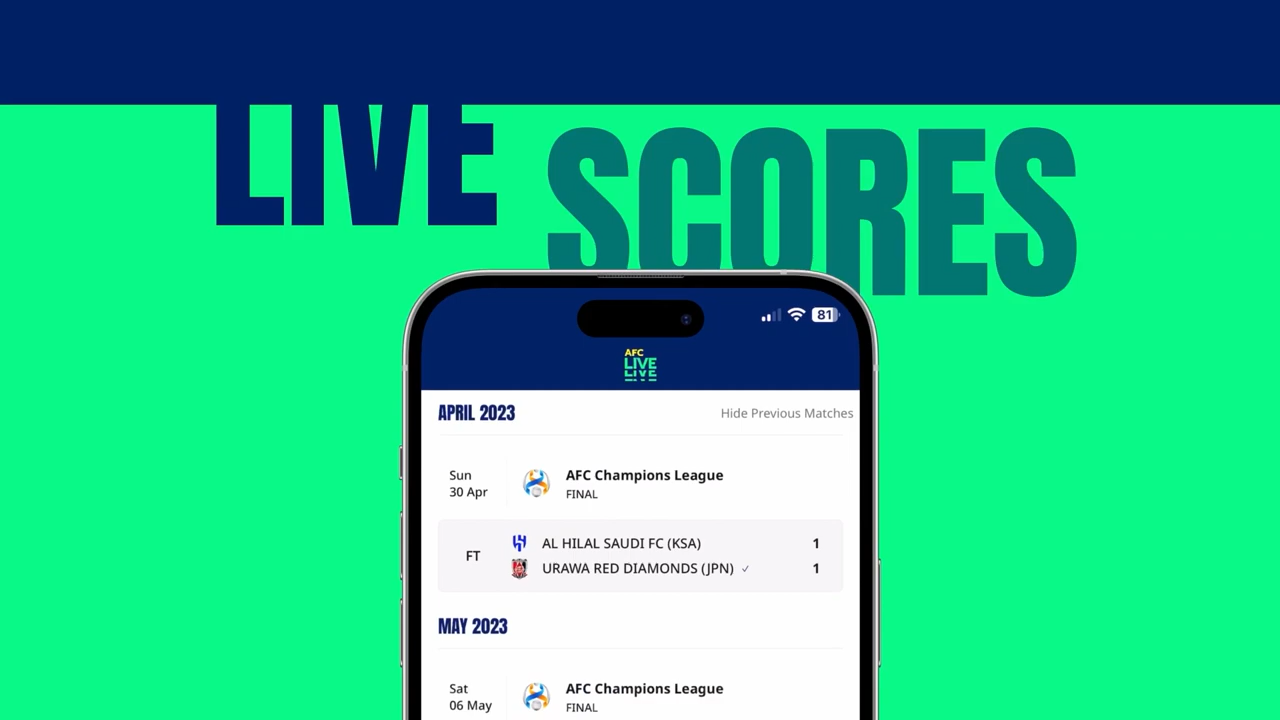 LIVE
SCORES
81
AFC
LIVE
LIVE
APRIL 2023
Hide Previous Matches
Sun
30 Apr
AFC Champions League
FINAL
FT
AL HILAL SAUDI FC (KSA)
1
URAWA RED DIAMONDS (JPN) ✓
1
MAY 2023
Sat
06 May
AFC Champions League
FINAL